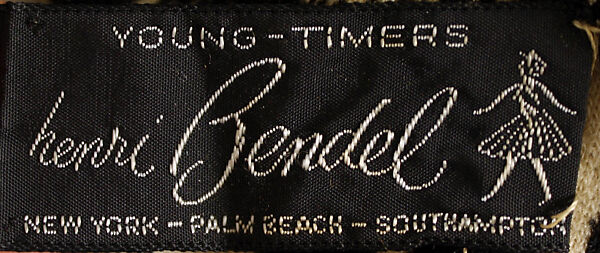 YOUNG-TIMERS
henri Bendel
NEW YORK - PALM BEACH - SOUTHAMPTON